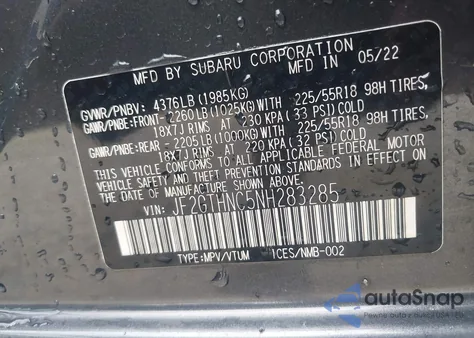 MFD BY SUBARU CORPORATION
MFD IN 05/22
GVWR/PNBV: 4376LB (1985KG)
GAWR/PNBE: FRONT- 2260LB (1025KG) WITH 225/55R18 98H TIRES,
18X7J RIMS AT 230 KPA ( 33 PSI) COLD
GAWR/PNBE: REAR - 2205LB (1000KG) WITH 225/55R18 98H TIRES,
18X7J RIMS AT 220 KPA ( 32 PSI) COLD
THIS VEHICLE CONFORMS TO ALL APPLICABLE FEDERAL MOTOR
VEHICLE SAFETY AND THEFT PREVENTION STANDARDS IN EFFECT ON
THE DATE OF MANUFACTURE SHOWN ABOVE.
VIN: JF2GTHNC5NH283285
TYPE:MPV/VTUM ICES/NMB-002
autoSnap
Pewne auta z USA